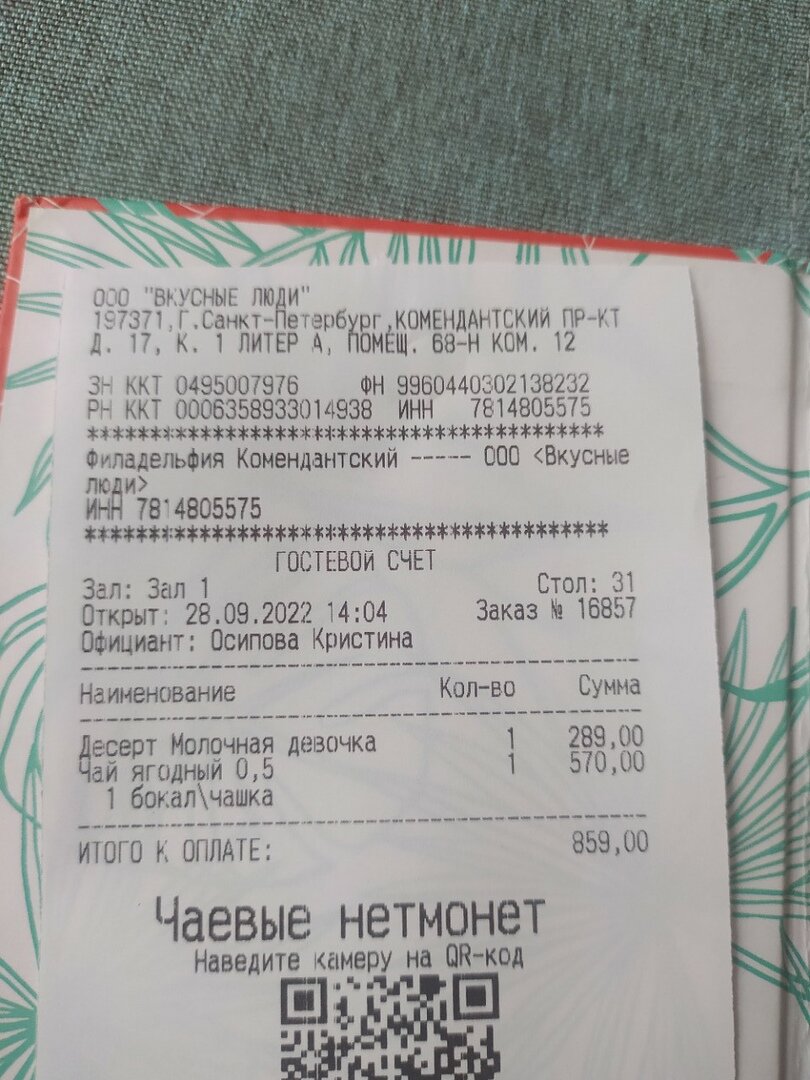 ООО "ВКУСНЫЕ ЛЮДИ"
197371,Г.Санкт-Петербург,КОМЕНДАНТСКИЙ ПР-КТ
Д. 17, К. 1 ЛИТЕР А, ПОМЕЩ. 68-Н КОМ. 12
ЗН ККТ 0495007976 ФН 9960440302138232
РН ККТ 0006358933014938 ИНН 7814805575
******************************************
Филадельфия Комендантский ----- ООО <Вкусные
люди>
ИНН 7814805575
******************************************
ГОСТЕВОЙ СЧЕТ
Зал: Зал 1 Стол: 31
Открыт: 28.09.2022 14:04 Заказ № 16857
Официант: Осипова Кристина
Наименование Кол-во Сумма
Десерт Молочная девочка 1 289,00
Чай ягодный 0,5 1 570,00
1 бокал\чашка
ИТОГО К ОПЛАТЕ: 859,00
Чаевые нетмонет
Наведите камеру на QR-код